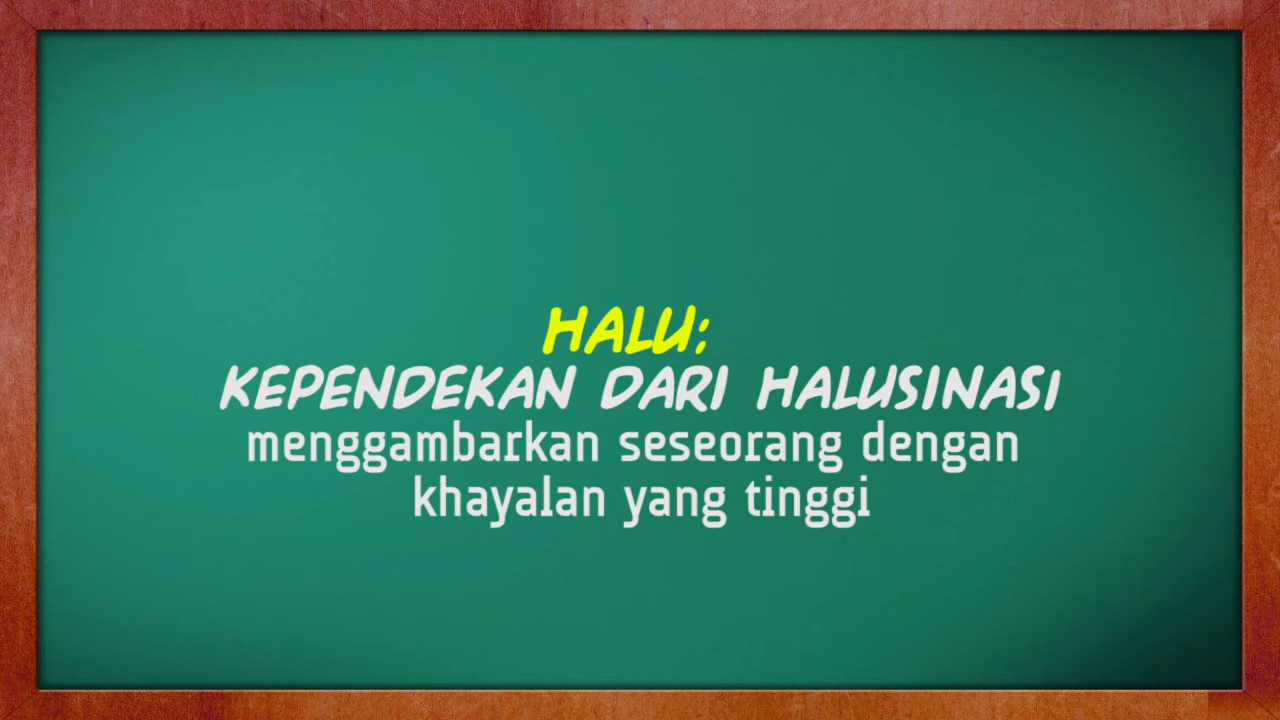 HALU:
KEPENDEKAN DARI HALUSINASI
menggambarkan seseorang dengan
khayalan yang tinggi